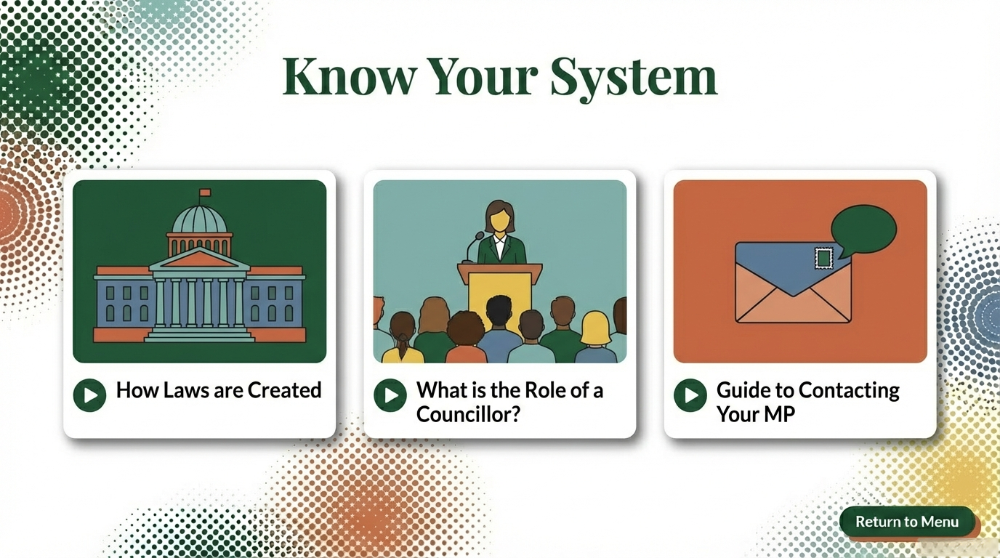 Know Your System
How Laws are Created
What is the Role of a
Councillor?
Guide to Contacting
Your MP
Return to Menu